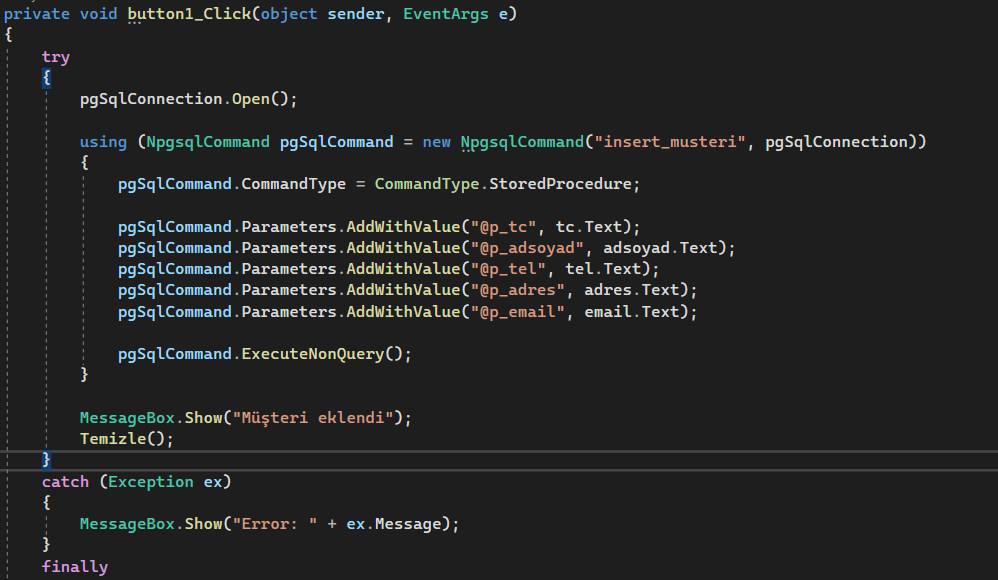 private void button1_Click(object sender, EventArgs e)
{
try
{
pgSqlConnection.Open();
using (NpgsqlCommand pgSqlCommand = new NpgsqlCommand("insert_musteri", pgSqlConnection))
{
pgSqlCommand.CommandType = CommandType.StoredProcedure;
pgSqlCommand.Parameters.AddWithValue("@p_tc", tc.Text);
pgSqlCommand.Parameters.AddWithValue("@p_adsoyad", adsoyad.Text);
pgSqlCommand.Parameters.AddWithValue("@p_tel", tel.Text);
pgSqlCommand.Parameters.AddWithValue("@p_adres", adres.Text);
pgSqlCommand.Parameters.AddWithValue("@p_email", email.Text);
pgSqlCommand.ExecuteNonQuery();
}
MessageBox.Show("Müşteri eklendi");
Temizle();
}
catch (Exception ex)
{
MessageBox.Show("Error: " + ex.Message);
}
finally